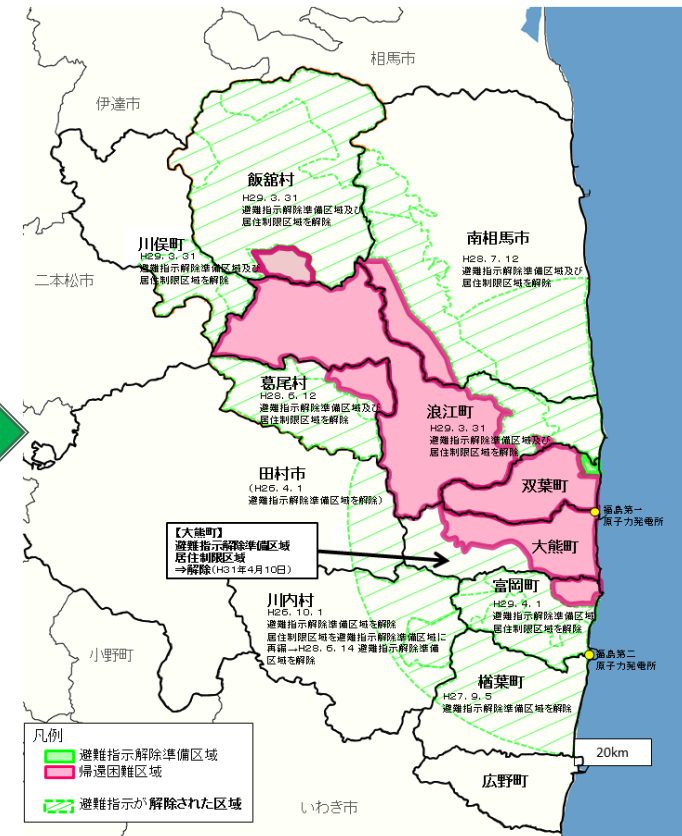 相馬市
伊達市
飯舘村
H29.3.31
避難指示解除準備区域及び
居住制限区域を解除
川俣町
H29.3.31
避難指示解除準備区域及び
居住制限区域を解除
南相馬市
H28.7.12
避難指示解除準備区域及び
居住制限区域を解除
二本松市
葛尾村
H28.6.12
避難指示解除準備区域及び
居住制限区域を解除
浪江町
H29.3.31
避難指示解除準備区域及び
居住制限区域を解除
田村市
(H26.4.1
避難指示解除準備区域を解除)
双葉町
福島第一
原子力発電所
【大熊町】
避難指示解除準備区域
居住制限区域
⇒解除(H31年4月10日)
大熊町
富岡町
H29.4.1
避難指示解除準備区域
居住制限区域を解除
川内村
H26.10.1
避難指示解除準備区域を解除
居住制限区域を避難指示解除準備区域に
再編→H28.6.14 避難指示解除準備
区域を解除
福島第二
原子力発電所
小野町
楢葉町
H27.9.5
避難指示解除準備区域を解除
凡例
避難指示解除準備区域
帰還困難区域
避難指示が解除された区域
20km
広野町
いわき市